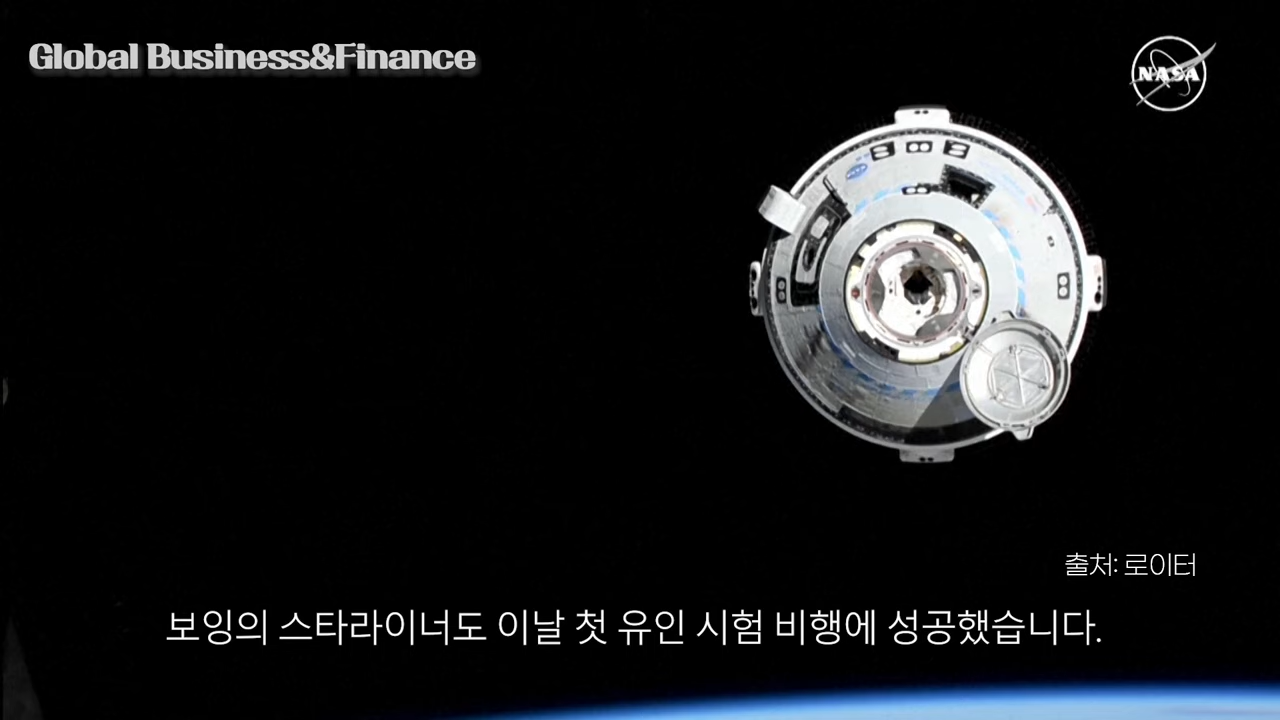 Global Business&Finance
NASA
출처: 로이터
보잉의 스타라이너도 이날 첫 유인 시험 비행에 성공했습니다.